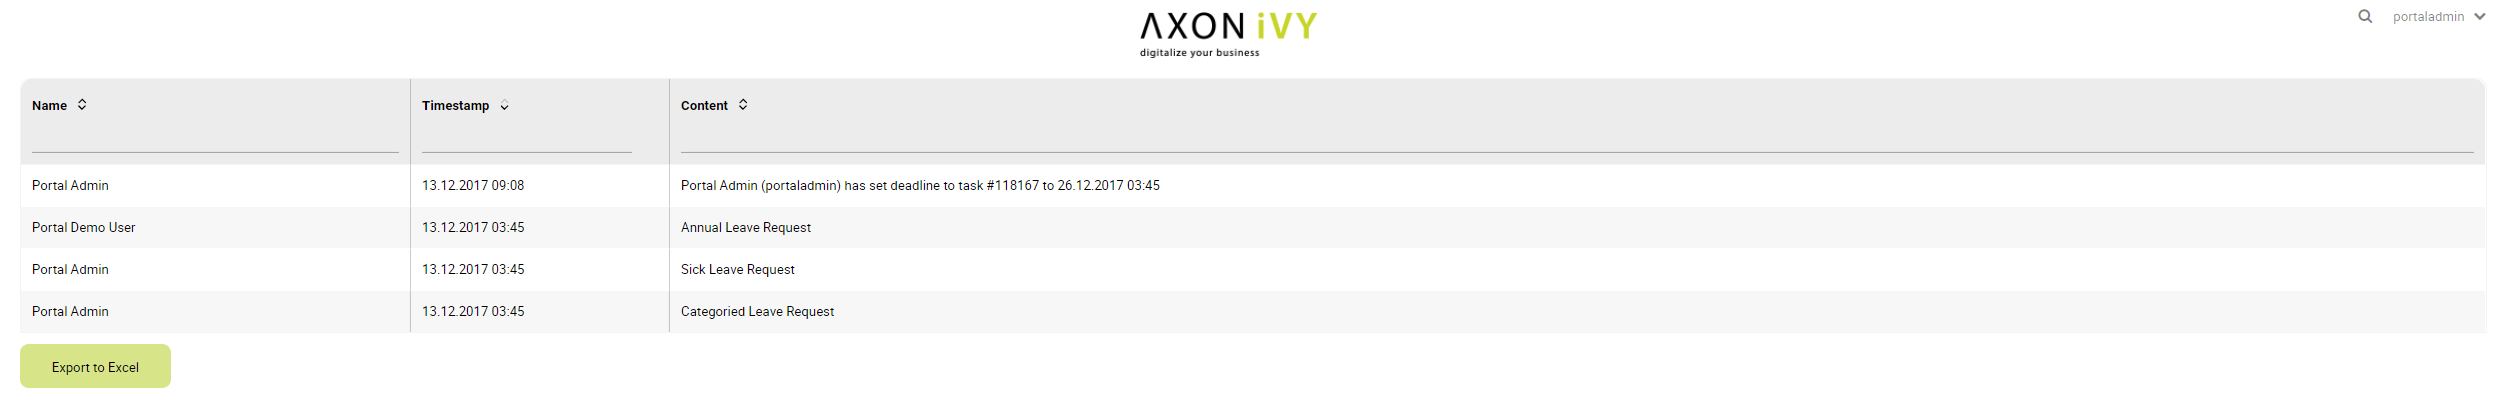 AXON iVY
digitalize your business
portaladmin
Name Timestamp Content
Portal Admin 13.12.2017 09:08 Portal Admin (portaladmin) has set deadline to task #118167 to 26.12.2017 03:45
Portal Demo User 13.12.2017 03:45 Annual Leave Request
Portal Admin 13.12.2017 03:45 Sick Leave Request
Portal Admin 13.12.2017 03:45 Categoried Leave Request
Export to Excel